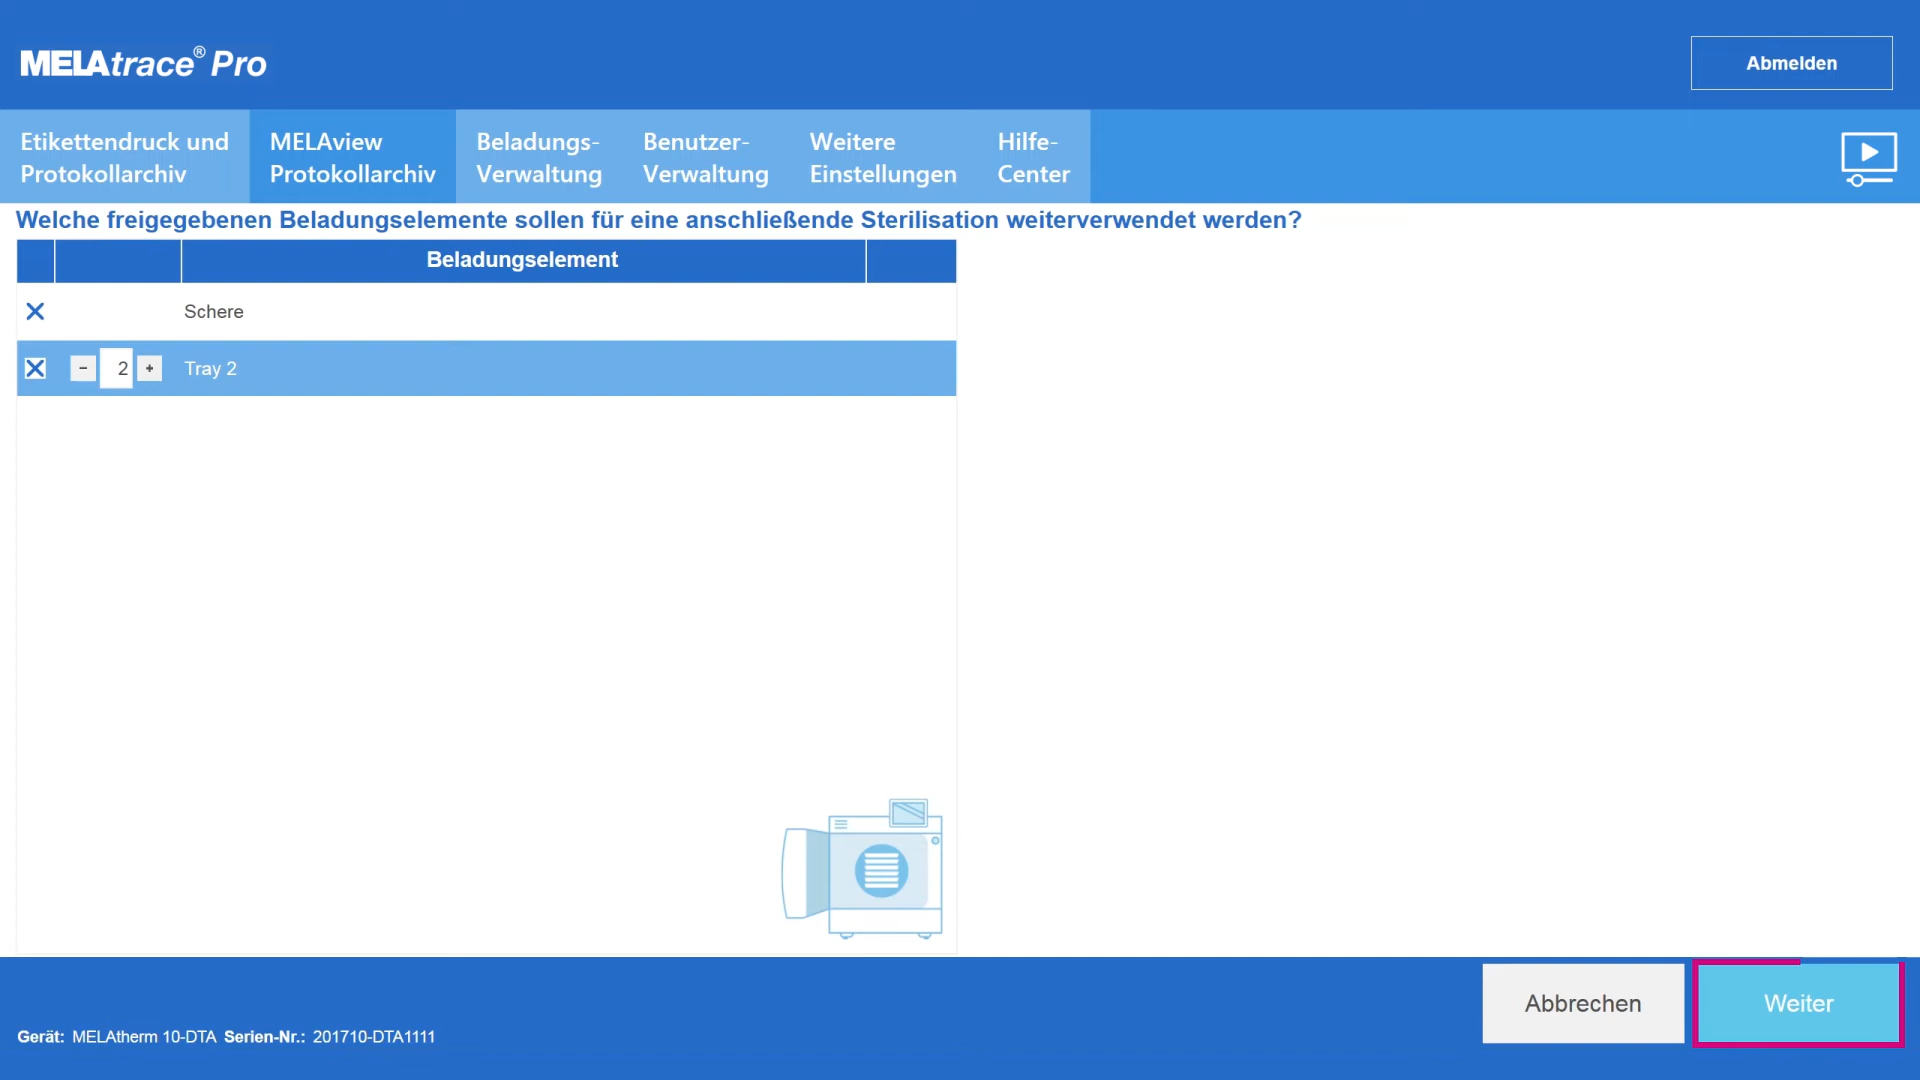 MELAtrace® Pro
Abmelden
Etikettendruck und
Protokollarchiv
MELAview
Protokollarchiv
Beladungs-
Verwaltung
Benutzer-
Verwaltung
Weitere
Einstellungen
Hilfe-
Center
Welche freigegebenen Beladungselemente sollen für eine anschließende Sterilisation weiterverwendet werden?
Beladungselement
Schere
- 2 + Tray 2
Abbrechen
Weiter
Gerät: MELAtherm 10-DTA Serien-Nr.: 201710-DTA1111